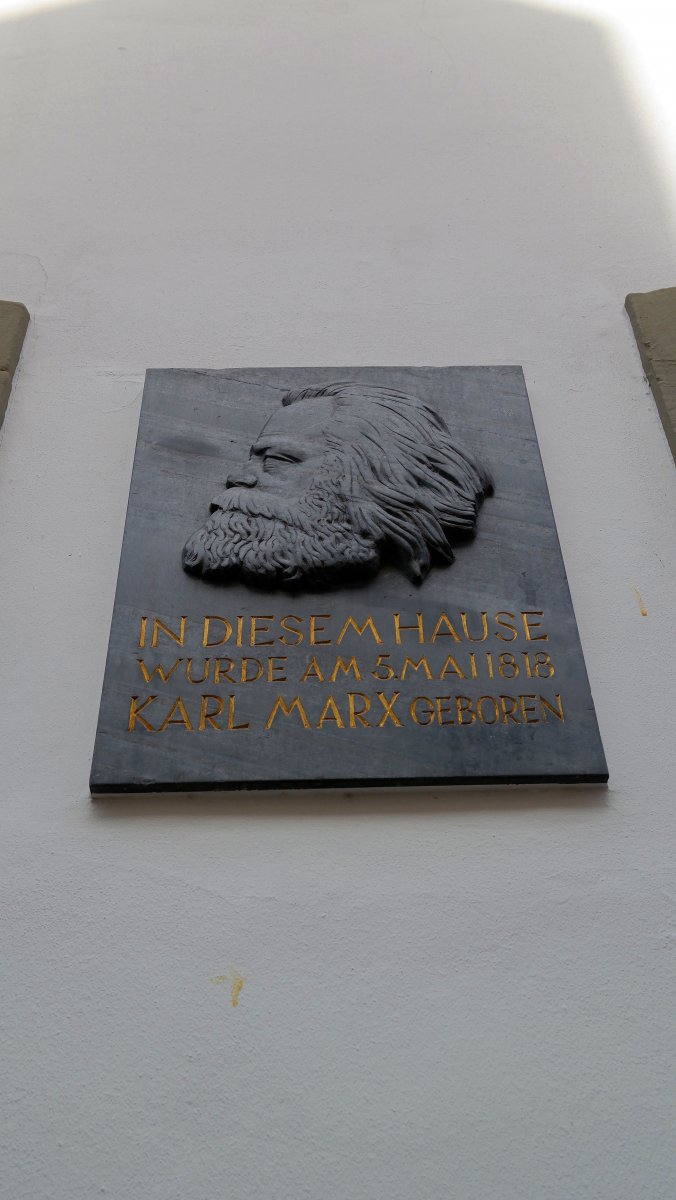 IN DIESEM HAUSE
WURDE AM 5. MAI 1818
KARL MARX GEBOREN